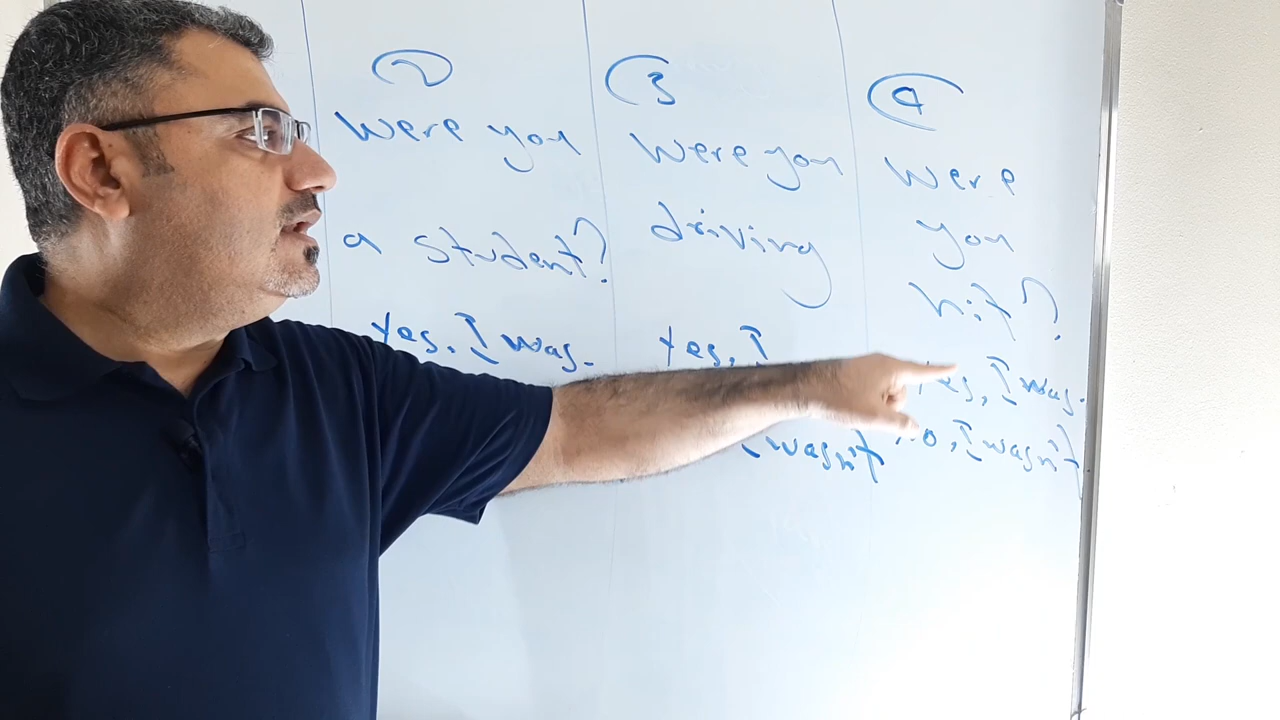 2
Were you
a student?
Yes, I was.
3
Were you
driving
Yes, I
I wasn't
4
Were
you
hit?
Yes, I was.
No, I wasn't